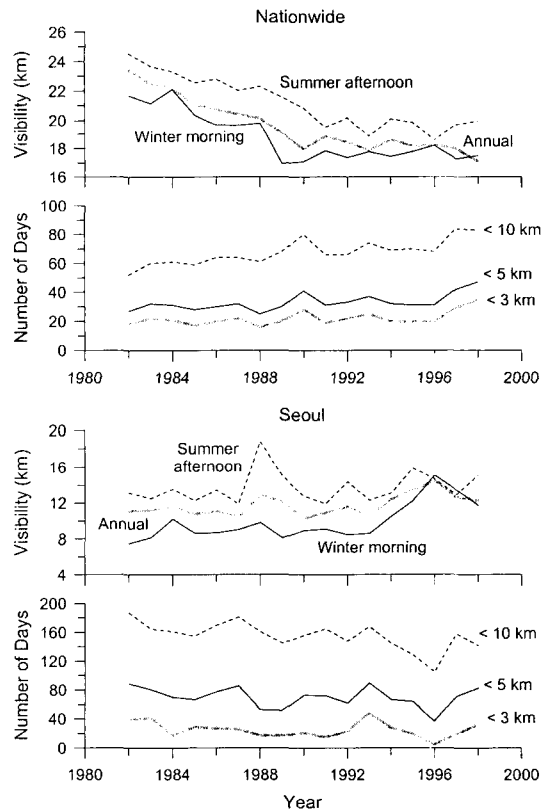 Nationwide
26
24
22
20
18
16
Visibility (km)
Summer afternoon
Winter morning
Annual
100
80
60
40
20
0
Number of Days
< 10 km
< 5 km
< 3 km
1980 1984 1988 1992 1996 2000
Seoul
20
16
12
8
4
Visibility (km)
Summer
afternoon
Annual
Winter morning
200
160
120
80
40
0
Number of Days
< 10 km
< 5 km
< 3 km
1980 1984 1988 1992 1996 2000
Year